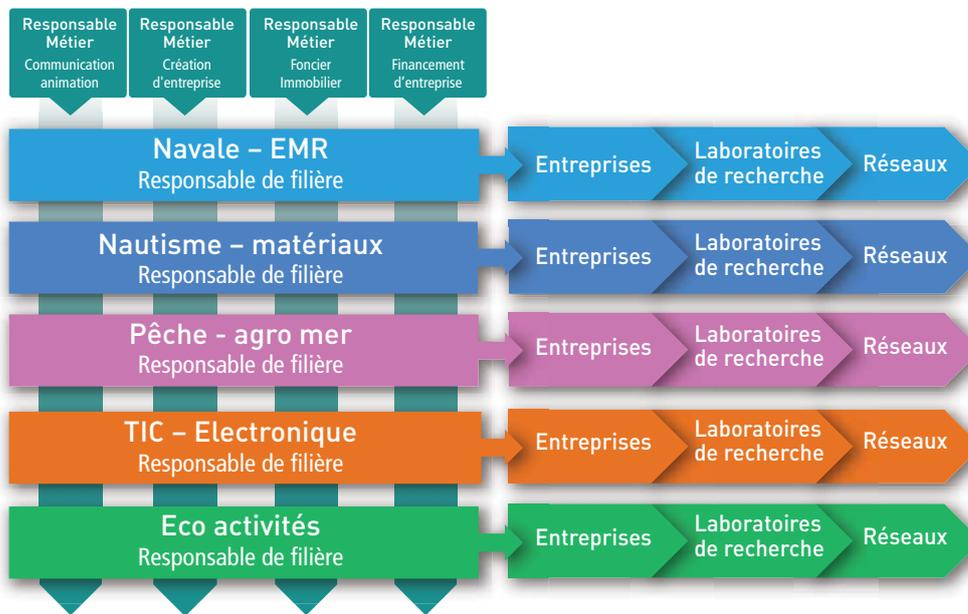 Responsable
Métier
Communication
animation
Responsable
Métier
Création
d'entreprise
Responsable
Métier
Foncier
Immobilier
Responsable
Métier
Financement
d'entreprise
Navale – EMR
Responsable de filière
Entreprises
Laboratoires
de recherche
Réseaux
Nautisme – matériaux
Responsable de filière
Entreprises
Laboratoires
de recherche
Réseaux
Pêche - agro mer
Responsable de filière
Entreprises
Laboratoires
de recherche
Réseaux
TIC – Electronique
Responsable de filière
Entreprises
Laboratoires
de recherche
Réseaux
Eco activités
Responsable de filière
Entreprises
Laboratoires
de recherche
Réseaux